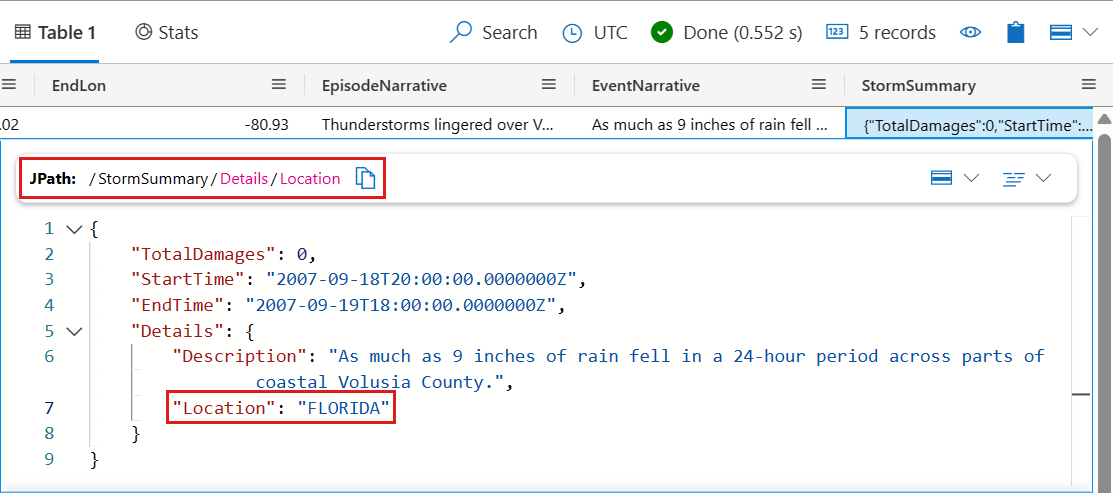 Table 1 Stats Search UTC Done (0.552 s) 123 5 records
EndLon EpisodeNarrative EventNarrative StormSummary
.02 -80.93 Thunderstorms lingered over V... As much as 9 inches of rain fell ... {"TotalDamages":0,"StartTime":...
JPath: /StormSummary/Details/Location
1 {
2 "TotalDamages": 0,
3 "StartTime": "2007-09-18T20:00:00.0000000Z",
4 "EndTime": "2007-09-19T18:00:00.0000000Z",
5 "Details": {
6 "Description": "As much as 9 inches of rain fell in a 24-hour period across parts of
coastal Volusia County.",
7 "Location": "FLORIDA"
8 }
9 }